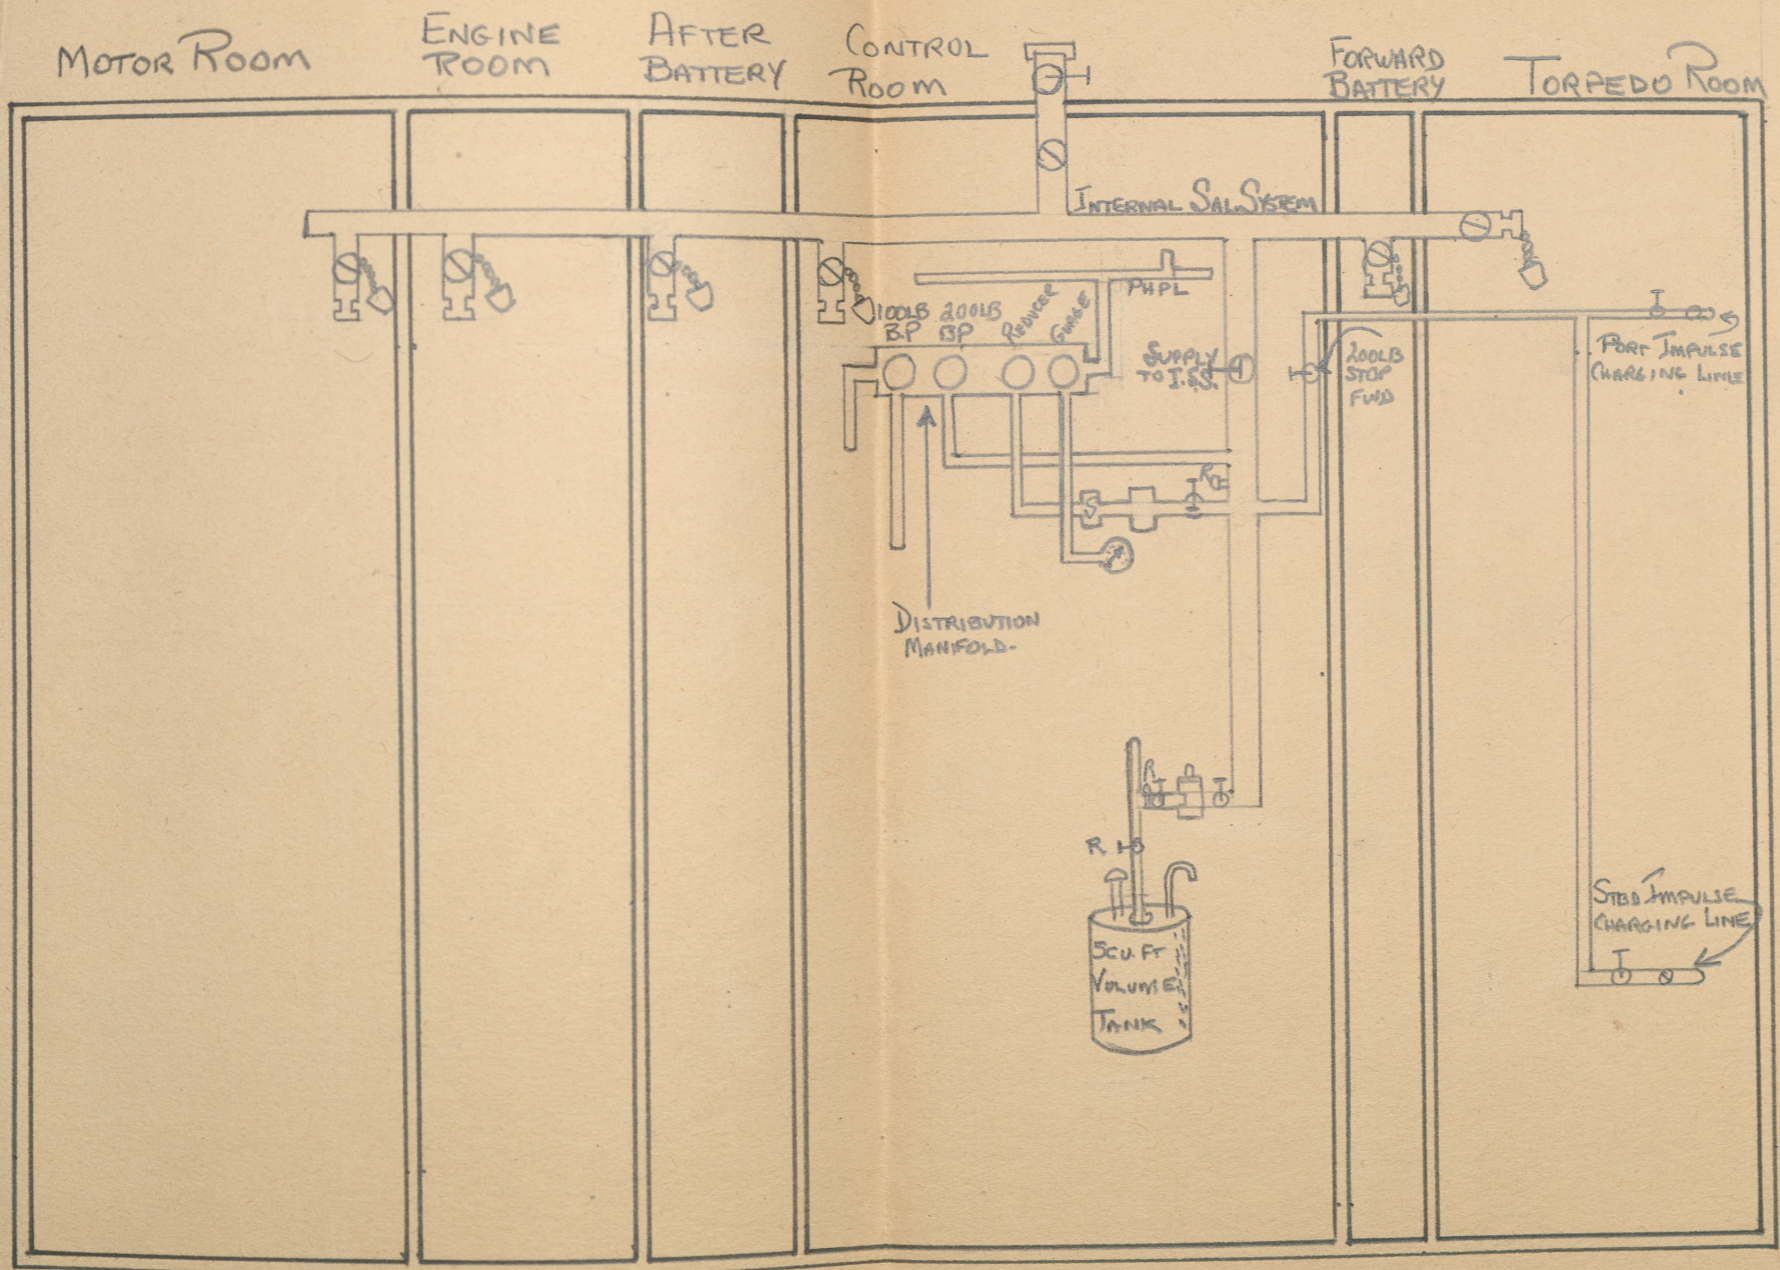 MOTOR ROOM
ENGINE
ROOM
AFTER
BATTERY
CONTROL
ROOM
FORWARD
BATTERY
TORPEDO ROOM
INTERNAL SAL. SYSTEM
PHPL
100LB
B.P
200LB
BP
REDUCER
GUAGE
SUPPLY
TO I.S.S.
200LB
STOP
FWD
PORT IMPULSE
CHARGING LINE
R
S
DISTRIBUTION
MANIFOLD-
R
R
5CU. FT
VOLUME
TANK
STBD IMPULSE
CHARGING LINE